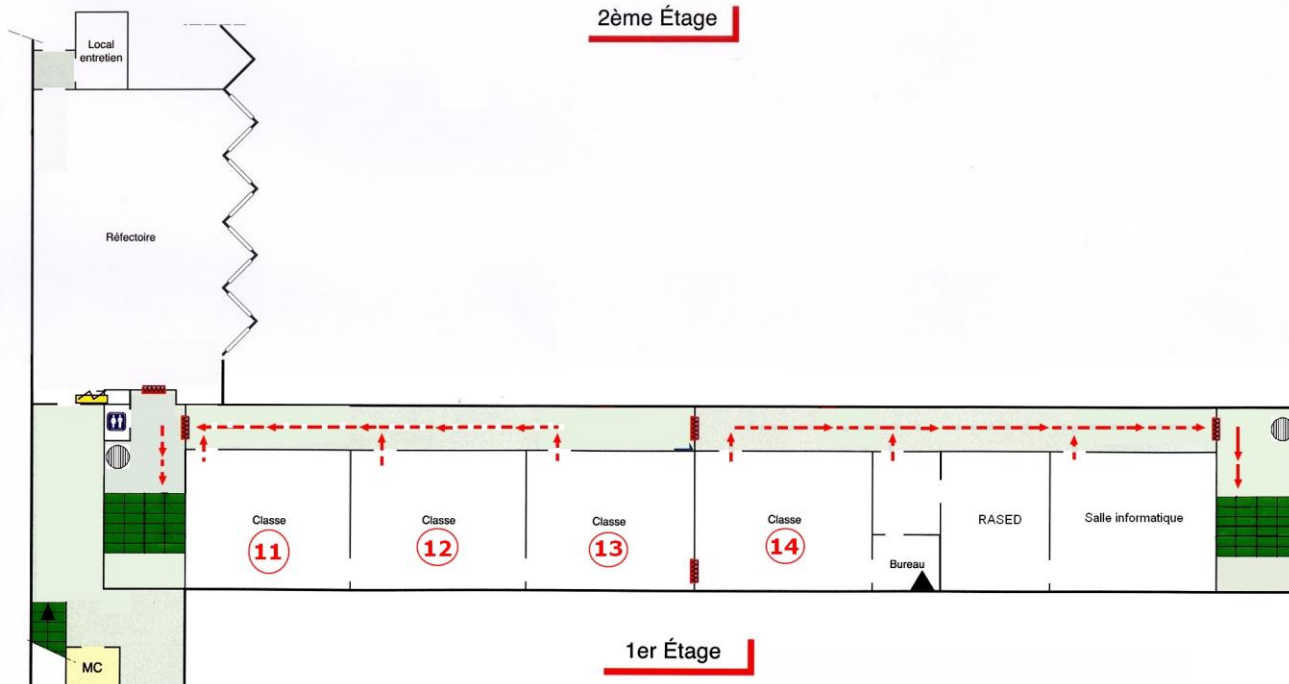 2ème Étage
Local
entretien
Réfectoire
Classe
11
Classe
12
Classe
13
Classe
14
Bureau
RASED
Salle informatique
1er Étage
MC